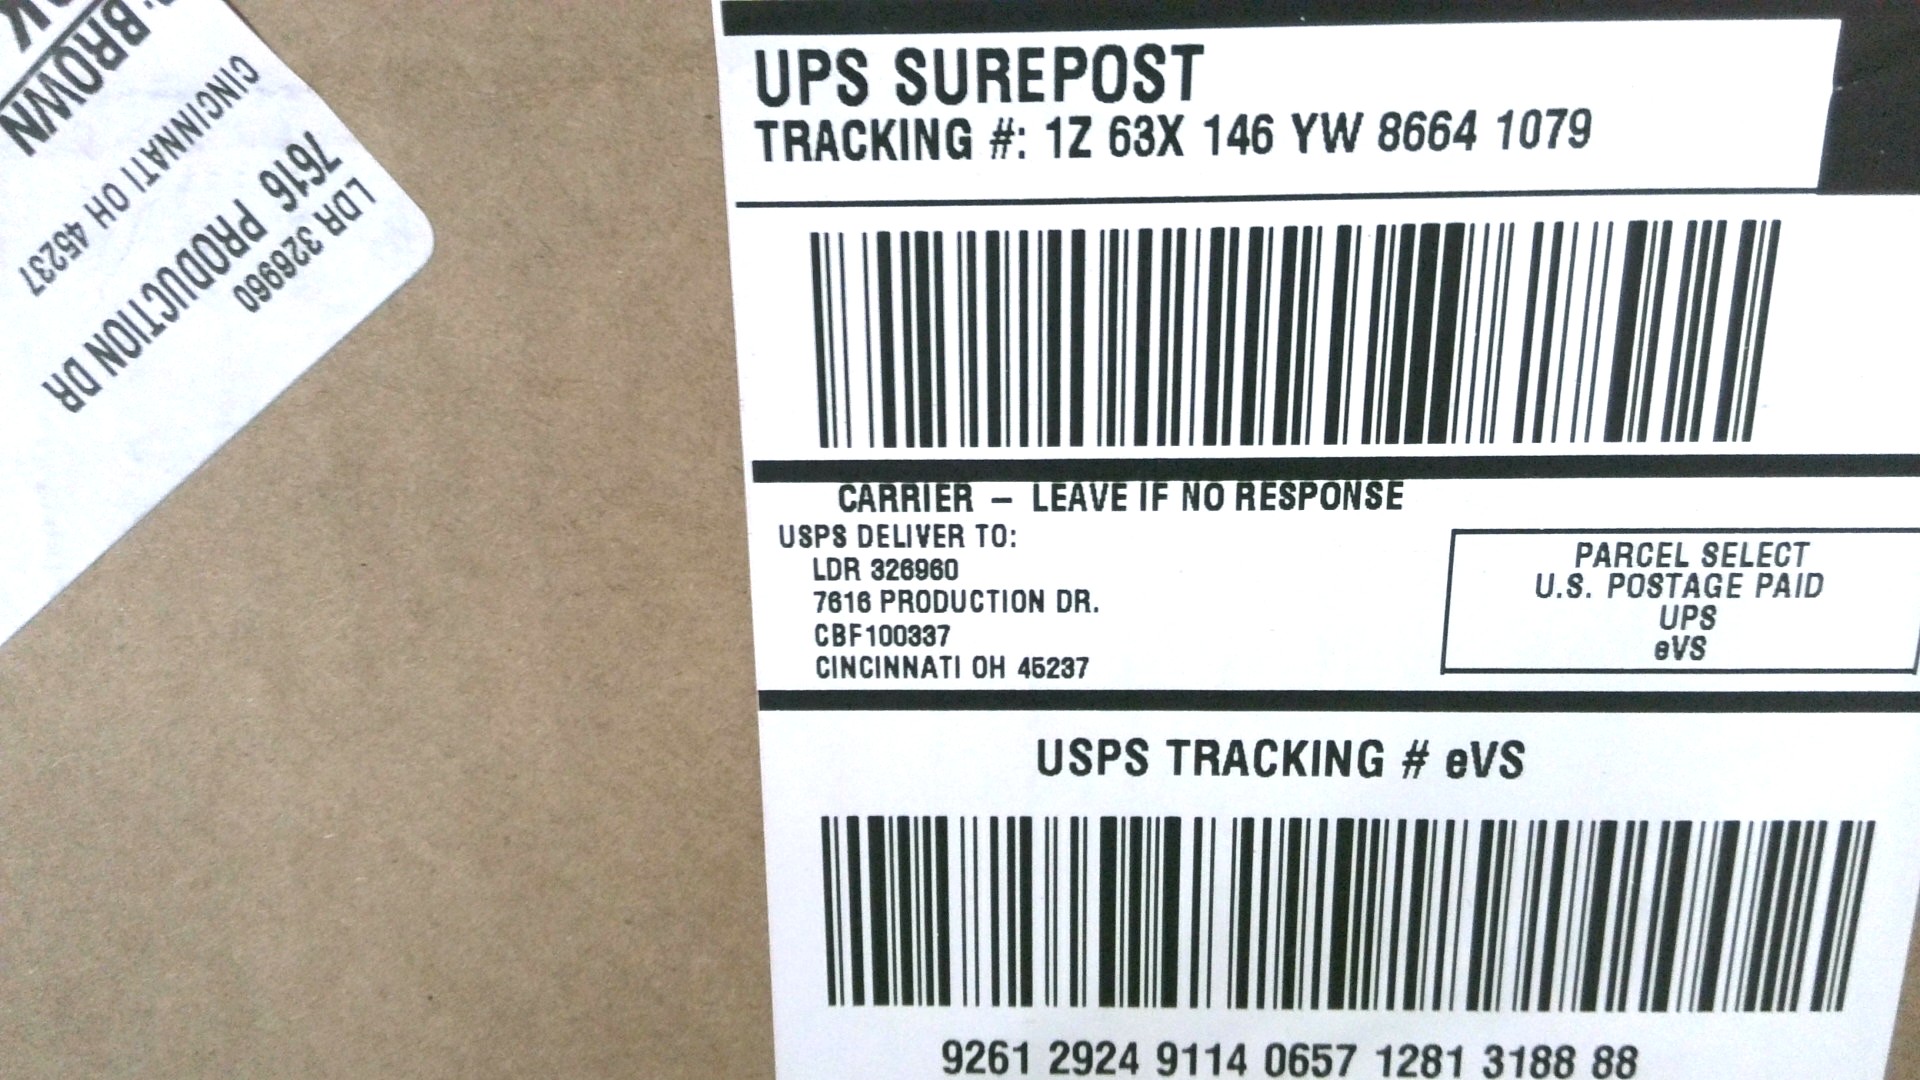 UPS SUREPOST
TRACKING #: 1Z 63X 146 YW 8664 1079
CARRIER – LEAVE IF NO RESPONSE
USPS DELIVER TO:
LDR 326960
7616 PRODUCTION DR.
CBF100337
CINCINNATI OH 45237
PARCEL SELECT
U.S. POSTAGE PAID
UPS
eVS
USPS TRACKING # eVS
9261 2924 9114 0657 1281 3188 88
LDR 326960
7616 PRODUCTION DR
CINCINNATI OH 45237
BROWN